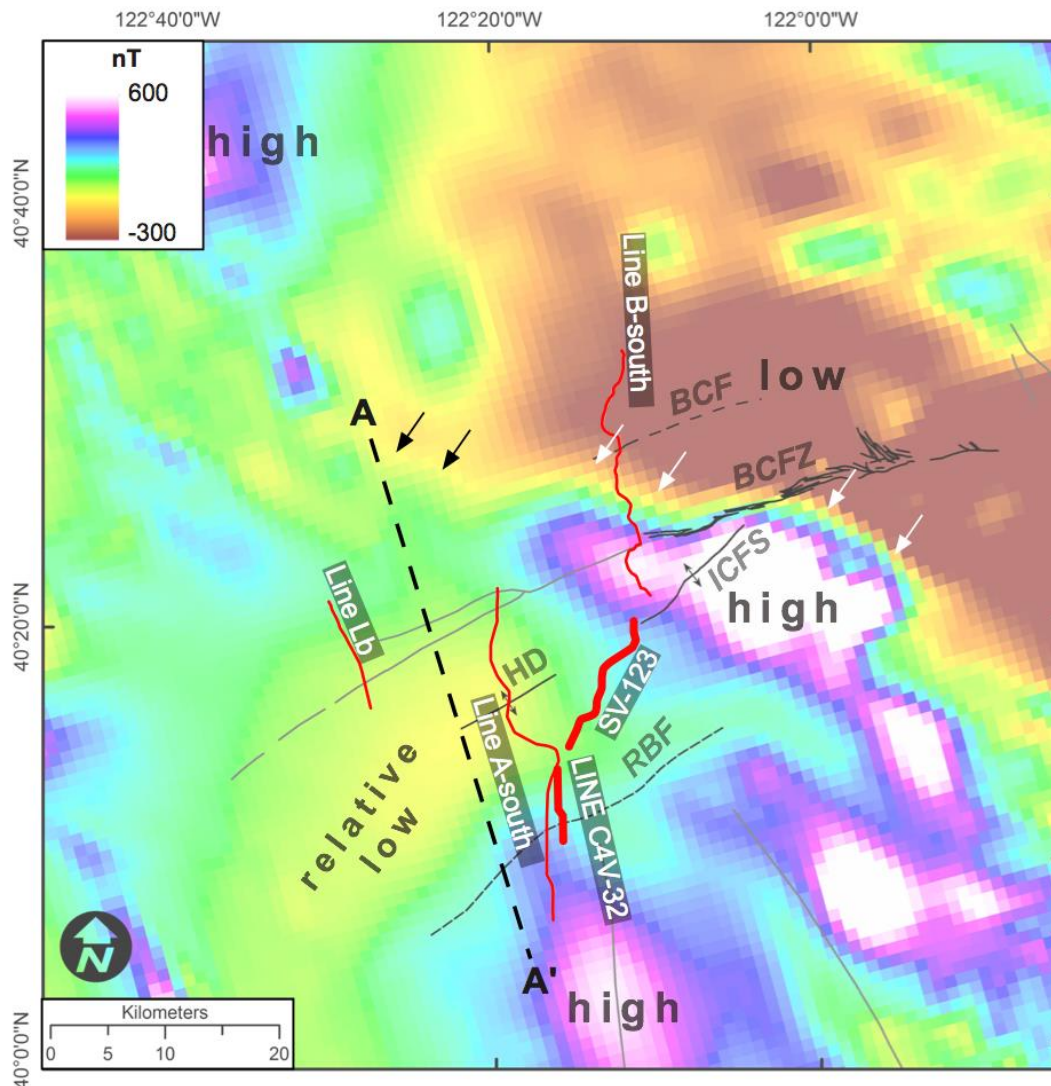 122°40'0"W
122°20'0"W
122°0'0"W
nT
600
-300
high
40°40'0"N
Line B-south
BCF
low
A
BCFZ
ICFS
high
Line Lb
40°20'0"N
HD
SV-123
Line A-south
RBF
LINE C4V-32
relative
low
N
A'
high
Kilometers
0 5 10 20
40°0'0"N